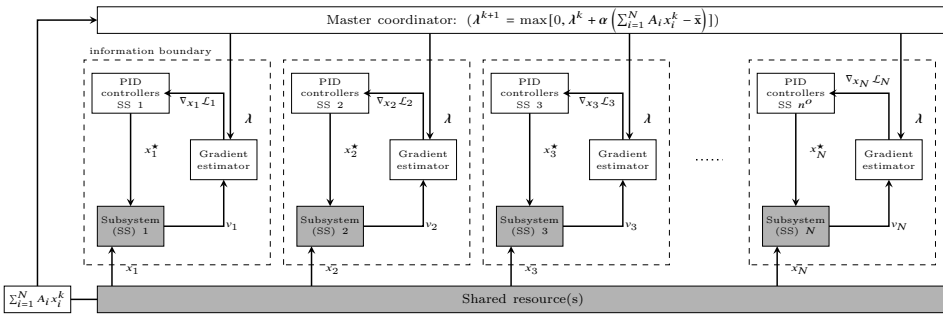 Master coordinator: (λ^{k+1} = max[0, λ^k + α(∑_{i=1}^{N} A_i x_i^k − x̄)])
information boundary
PID
controllers
SS 1
∇_{x_1} ℒ_1
λ
x_1^★
Gradient
estimator
Subsystem
(SS) 1
v_1
x_1
PID
controllers
SS 2
∇_{x_2} ℒ_2
λ
x_2^★
Gradient
estimator
Subsystem
(SS) 2
v_2
x_2
PID
controllers
SS 3
∇_{x_3} ℒ_3
λ
x_3^★
Gradient
estimator
Subsystem
(SS) 3
v_3
x_3
......
PID
controllers
SS n^o
∇_{x_N} ℒ_N
λ
x_N^★
Gradient
estimator
Subsystem
(SS) N
v_N
x_N
∑_{i=1}^{N} A_i x_i^k
Shared resource(s)